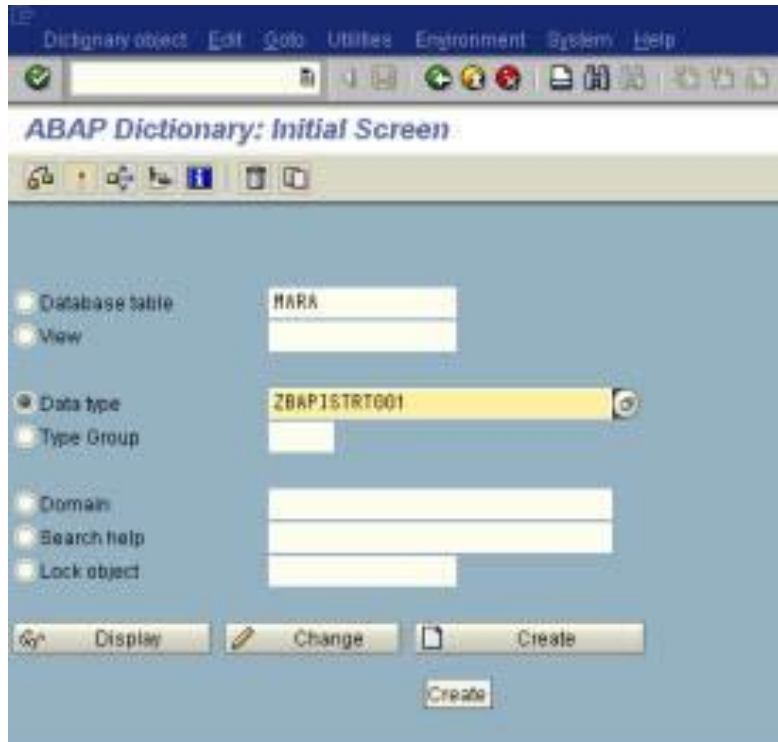 Dictionary object Edit Goto Utilities Environment System Help
ABAP Dictionary: Initial Screen
Database table MARA
View
Data type ZBAPISTRT001
Type Group
Domain
Search help
Lock object
Display Change Create
Create